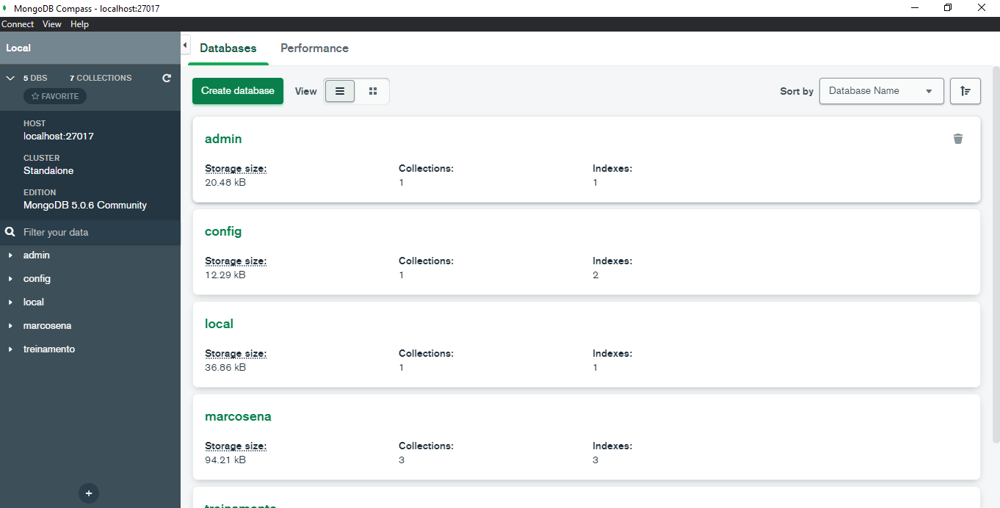 MongoDB Compass - localhost:27017
Connect View Help
Local
5 DBS 7 COLLECTIONS
FAVORITE
HOST
localhost:27017
CLUSTER
Standalone
EDITION
MongoDB 5.0.6 Community
Filter your data
admin
config
local
marcosena
treinamento
Databases Performance
Create database View Sort by Database Name
admin
Storage size: Collections: Indexes:
20.48 kB 1 1
config
Storage size: Collections: Indexes:
12.29 kB 1 2
local
Storage size: Collections: Indexes:
36.86 kB 1 1
marcosena
Storage size: Collections: Indexes:
94.21 kB 3 3
treinamento